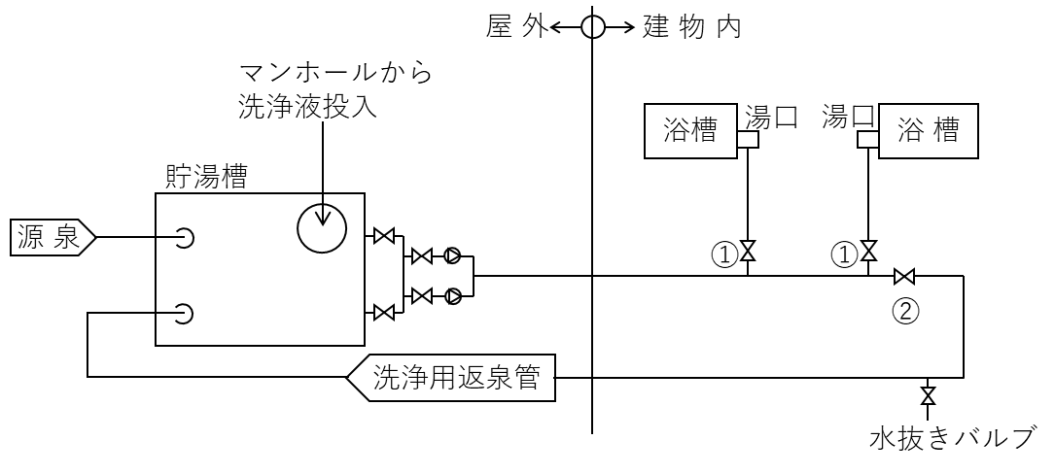 屋 外
建 物 内
マンホールから
洗浄液投入
貯湯槽
源 泉
浴槽
湯口
湯口
浴 槽
①
①
②
洗浄用返泉管
水抜きバルブ